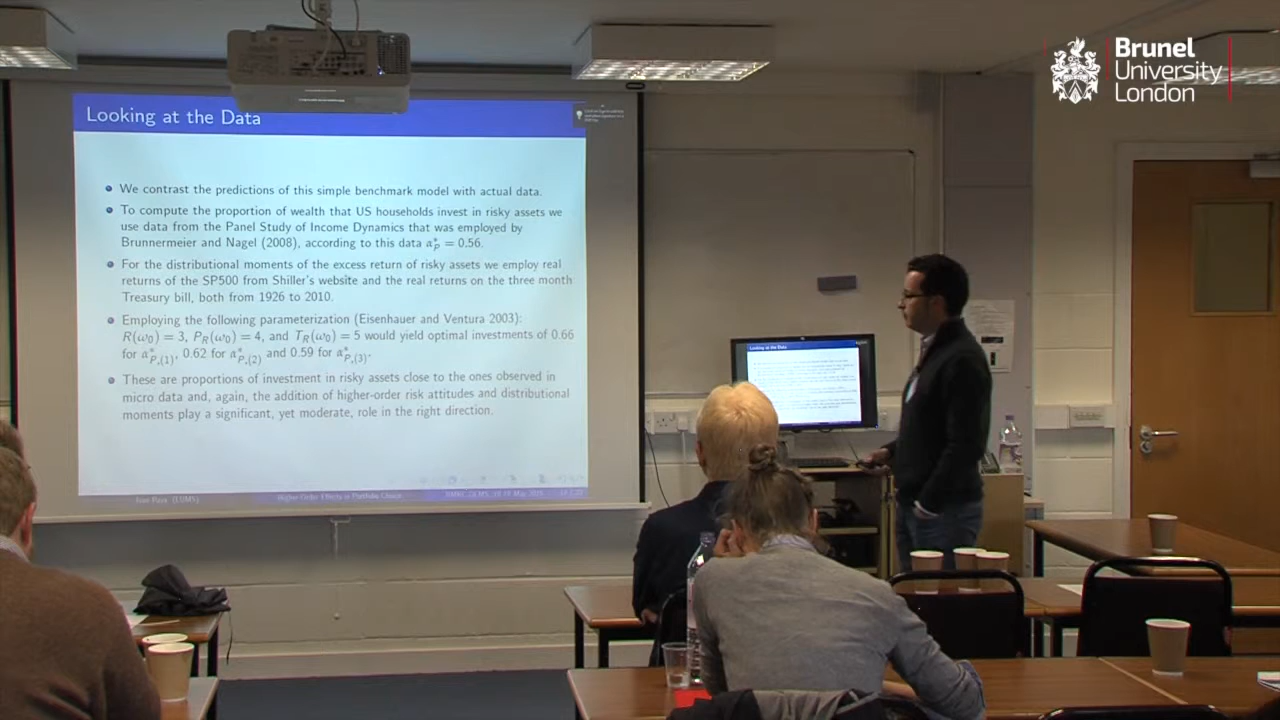 Brunel
University
London
Looking at the Data
We contrast the predictions of this simple benchmark model with actual data.
To compute the proportion of wealth that US households invest in risky assets we
use data from the Panel Study of Income Dynamics that was employed by
Brunnermeier and Nagel (2008), according to this data α*P = 0.56.
For the distributional moments of the excess return of risky assets we employ real
returns of the SP500 from Shiller's website and the real returns on the three month
Treasury bill, both from 1926 to 2010.
Employing the following parameterization (Eisenhauer and Ventura 2003):
R(ω0) = 3, PR(ω0) = 4, and TR(ω0) = 5 would yield optimal investments of 0.66
for α*P,(1), 0.62 for α*P,(2) and 0.59 for α*P,(3).
These are proportions of investment in risky assets close to the ones observed in
micro data and, again, the addition of higher-order risk attitudes and distributional
moments play a significant, yet moderate, role in the right direction.
Higher-Order Effects in Portfolio Choice
Looking at the Data